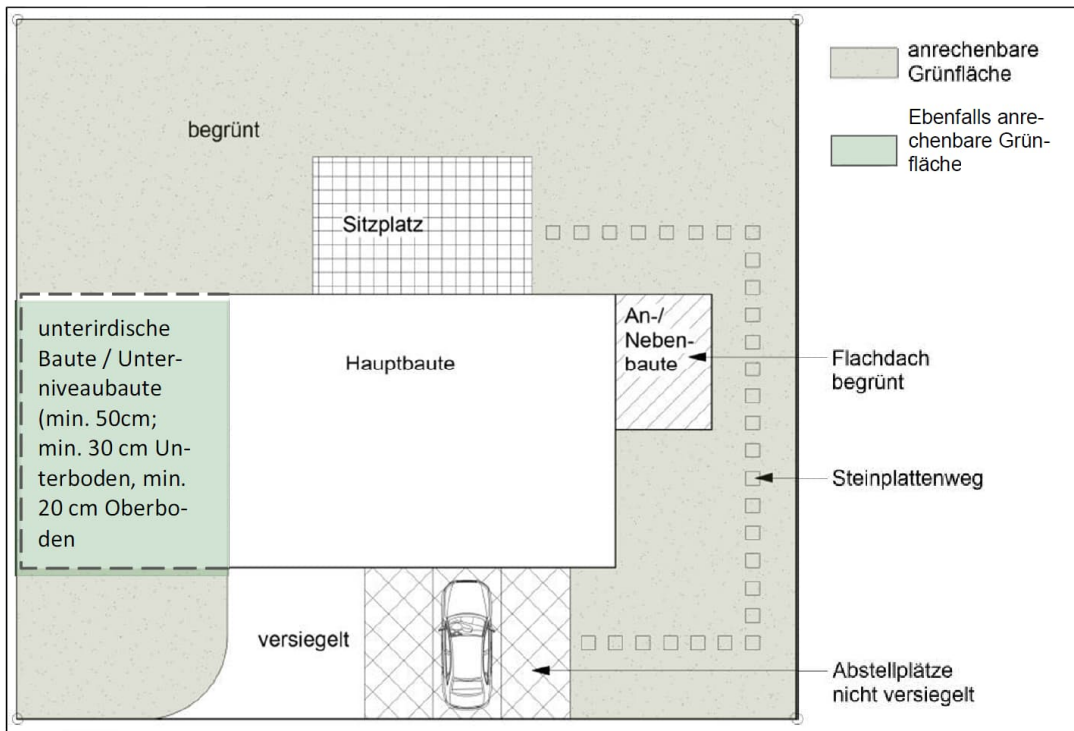 begrünt
Sitzplatz
unterirdische
Baute / Unter-
niveaubaute
(min. 50cm;
min. 30 cm Un-
terboden, min.
20 cm Oberbo-
den
Hauptbaute
An-/
Neben-
baute
versiegelt
anrechenbare
Grünfläche
Ebenfalls anre-
chenbare Grün-
fläche
Flachdach
begrünt
Steinplattenweg
Abstellplätze
nicht versiegelt